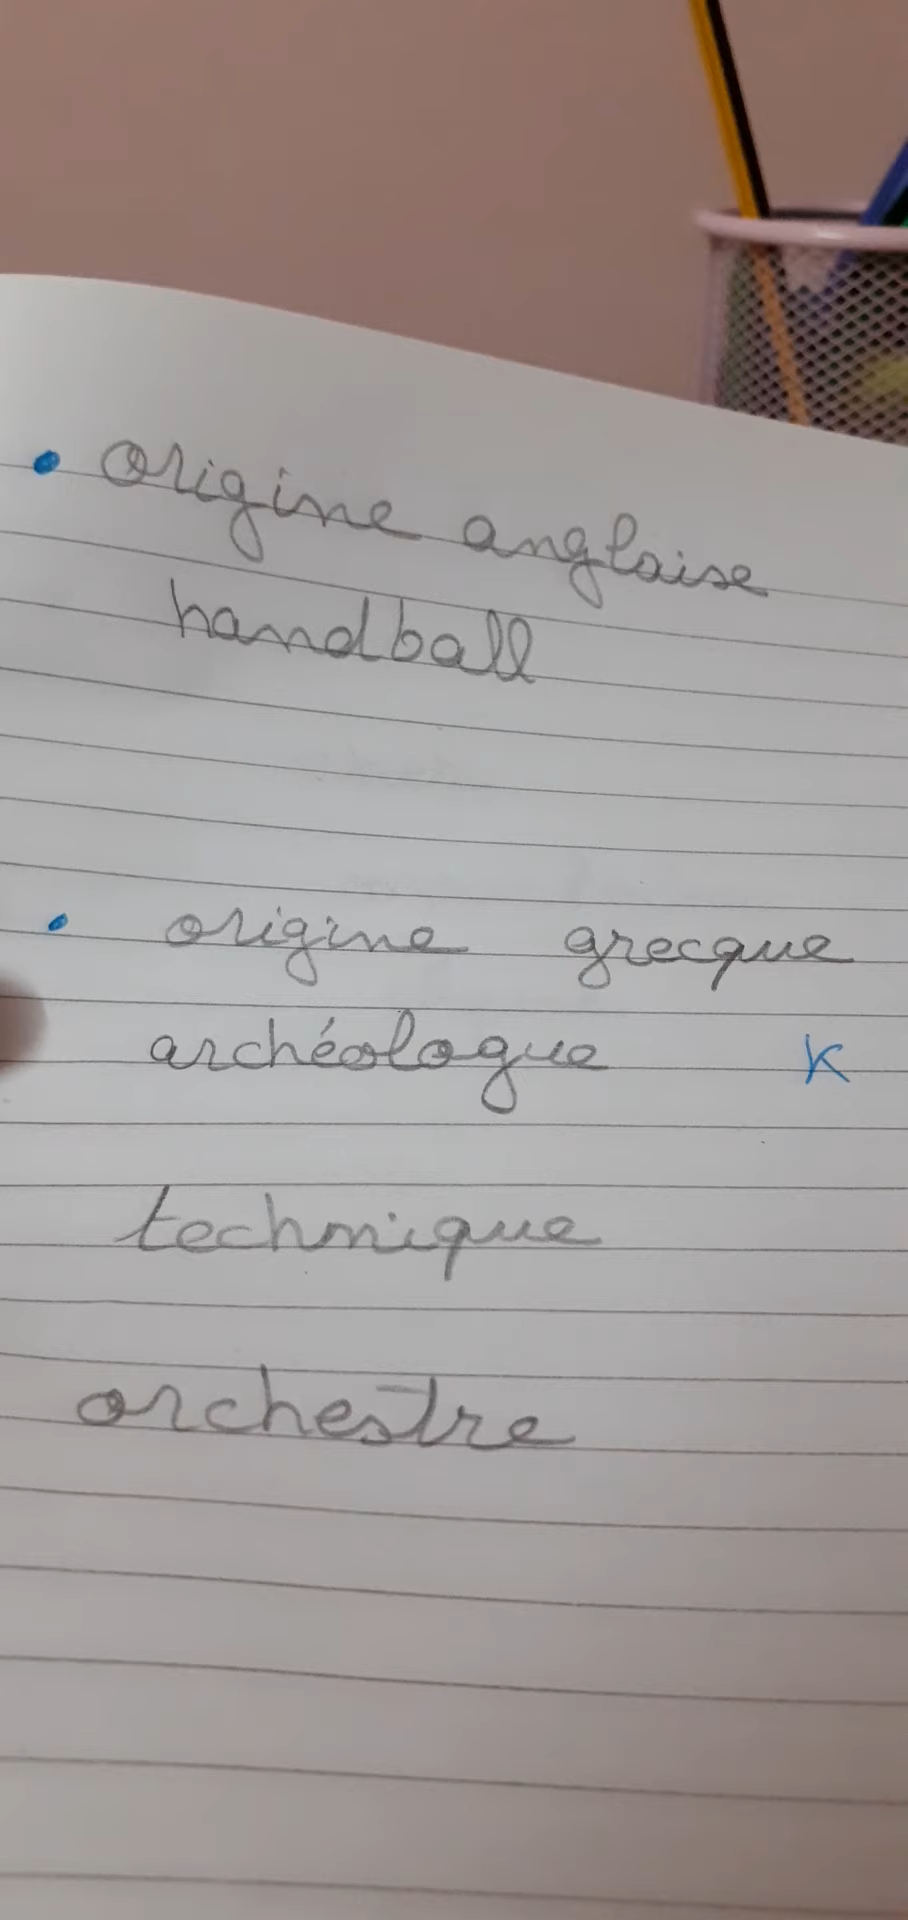 • origine anglaise
handball
• origine grecque
archéologue K
technique
orchestre